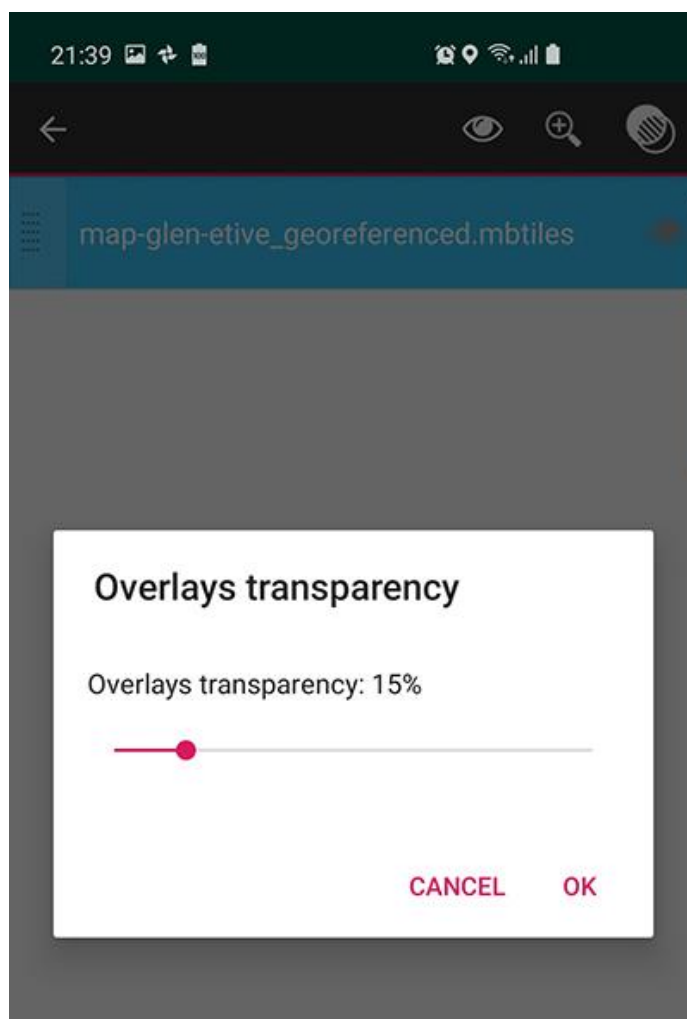 21:39
map-glen-etive_georeferenced.mbtiles
Overlays transparency
Overlays transparency: 15%
CANCEL OK